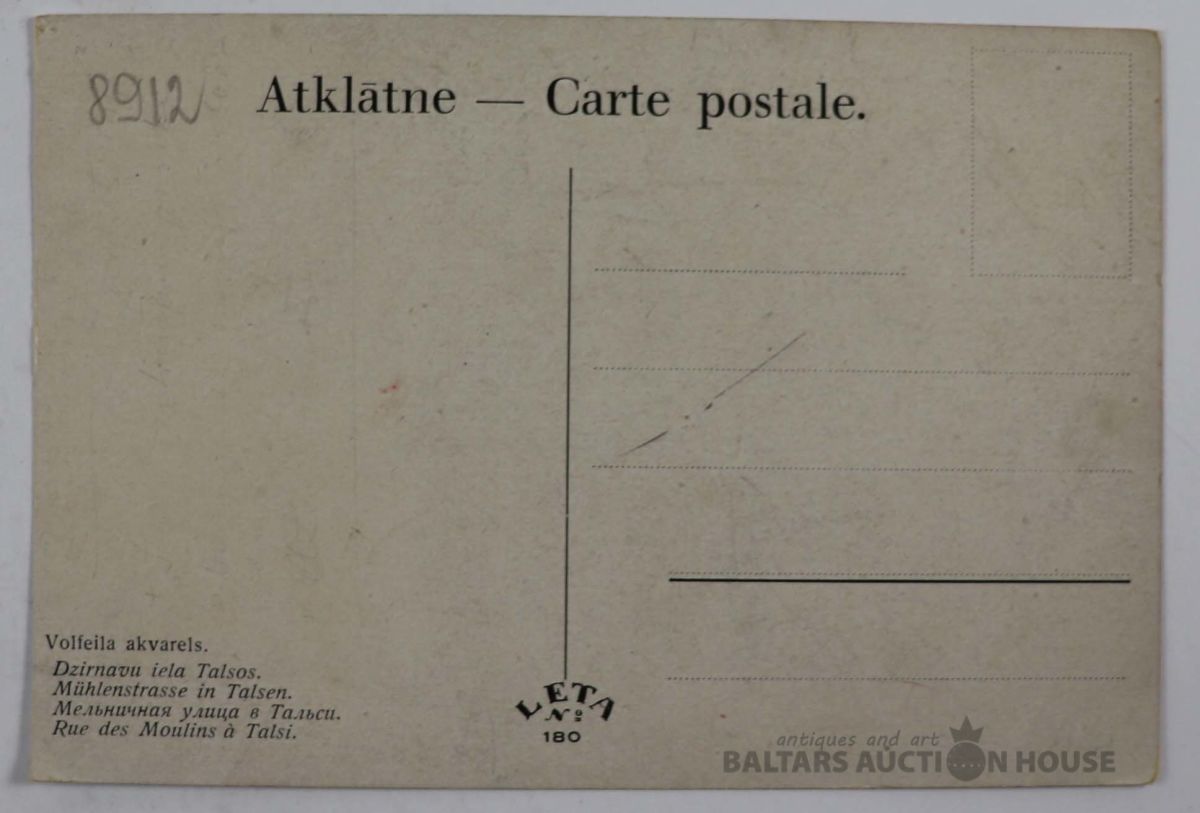 8912
Atklātne — Carte postale.
Volfeila akvarels.
Dzirnavu iela Talsos.
Mühlenstrasse in Talsen.
Мельничная улица в Тальси.
Rue des Moulins à Talsi.
LETA
№
180
antiques and art
BALTARS AUCTION HOUSE